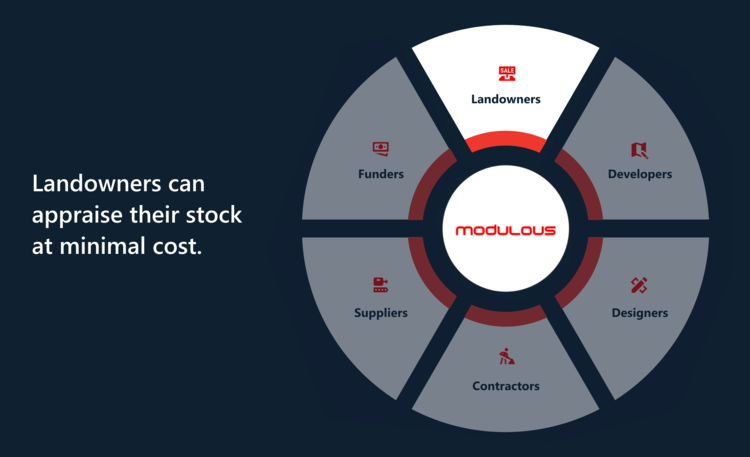 Landowners can
appraise their stock
at minimal cost.
SALE
Landowners
Funders
Developers
modulous
Suppliers
Designers
Contractors